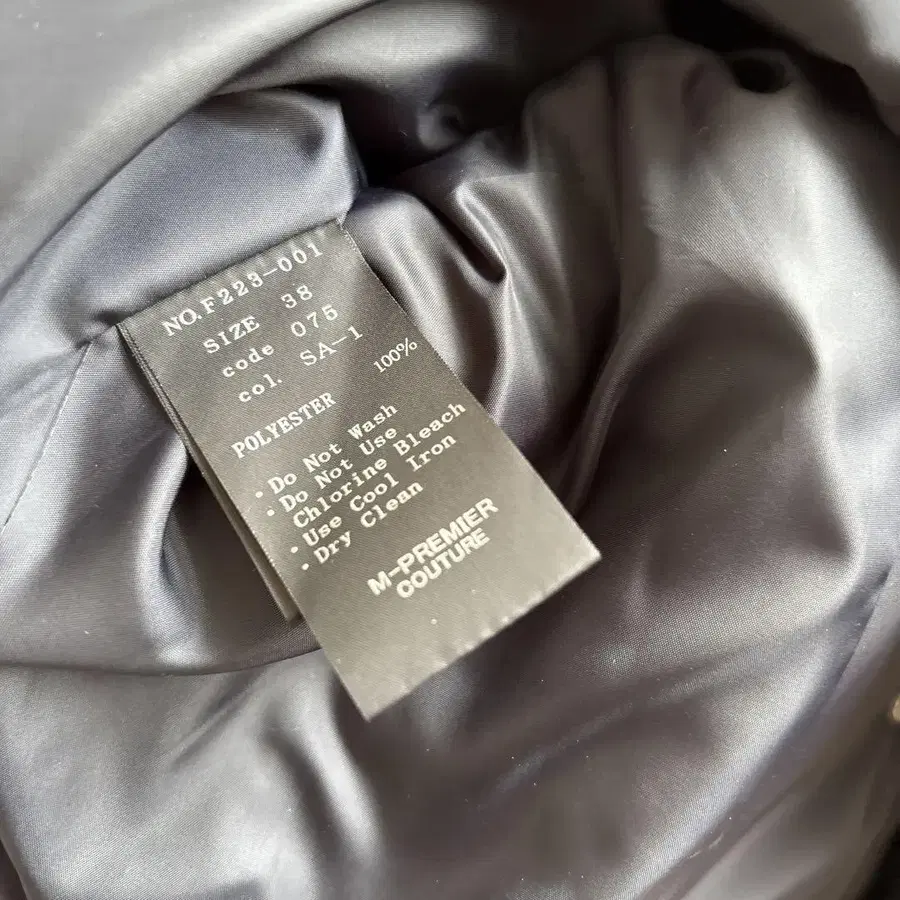 NO.F223-001
SIZE 38
code 075
col. SA-1
100%
POLYESTER
• Do Not Wash
• Do Not Use
Chlorine Bleach
• Use Cool Iron
• Dry Clean
M-PREMIER
COUTURE